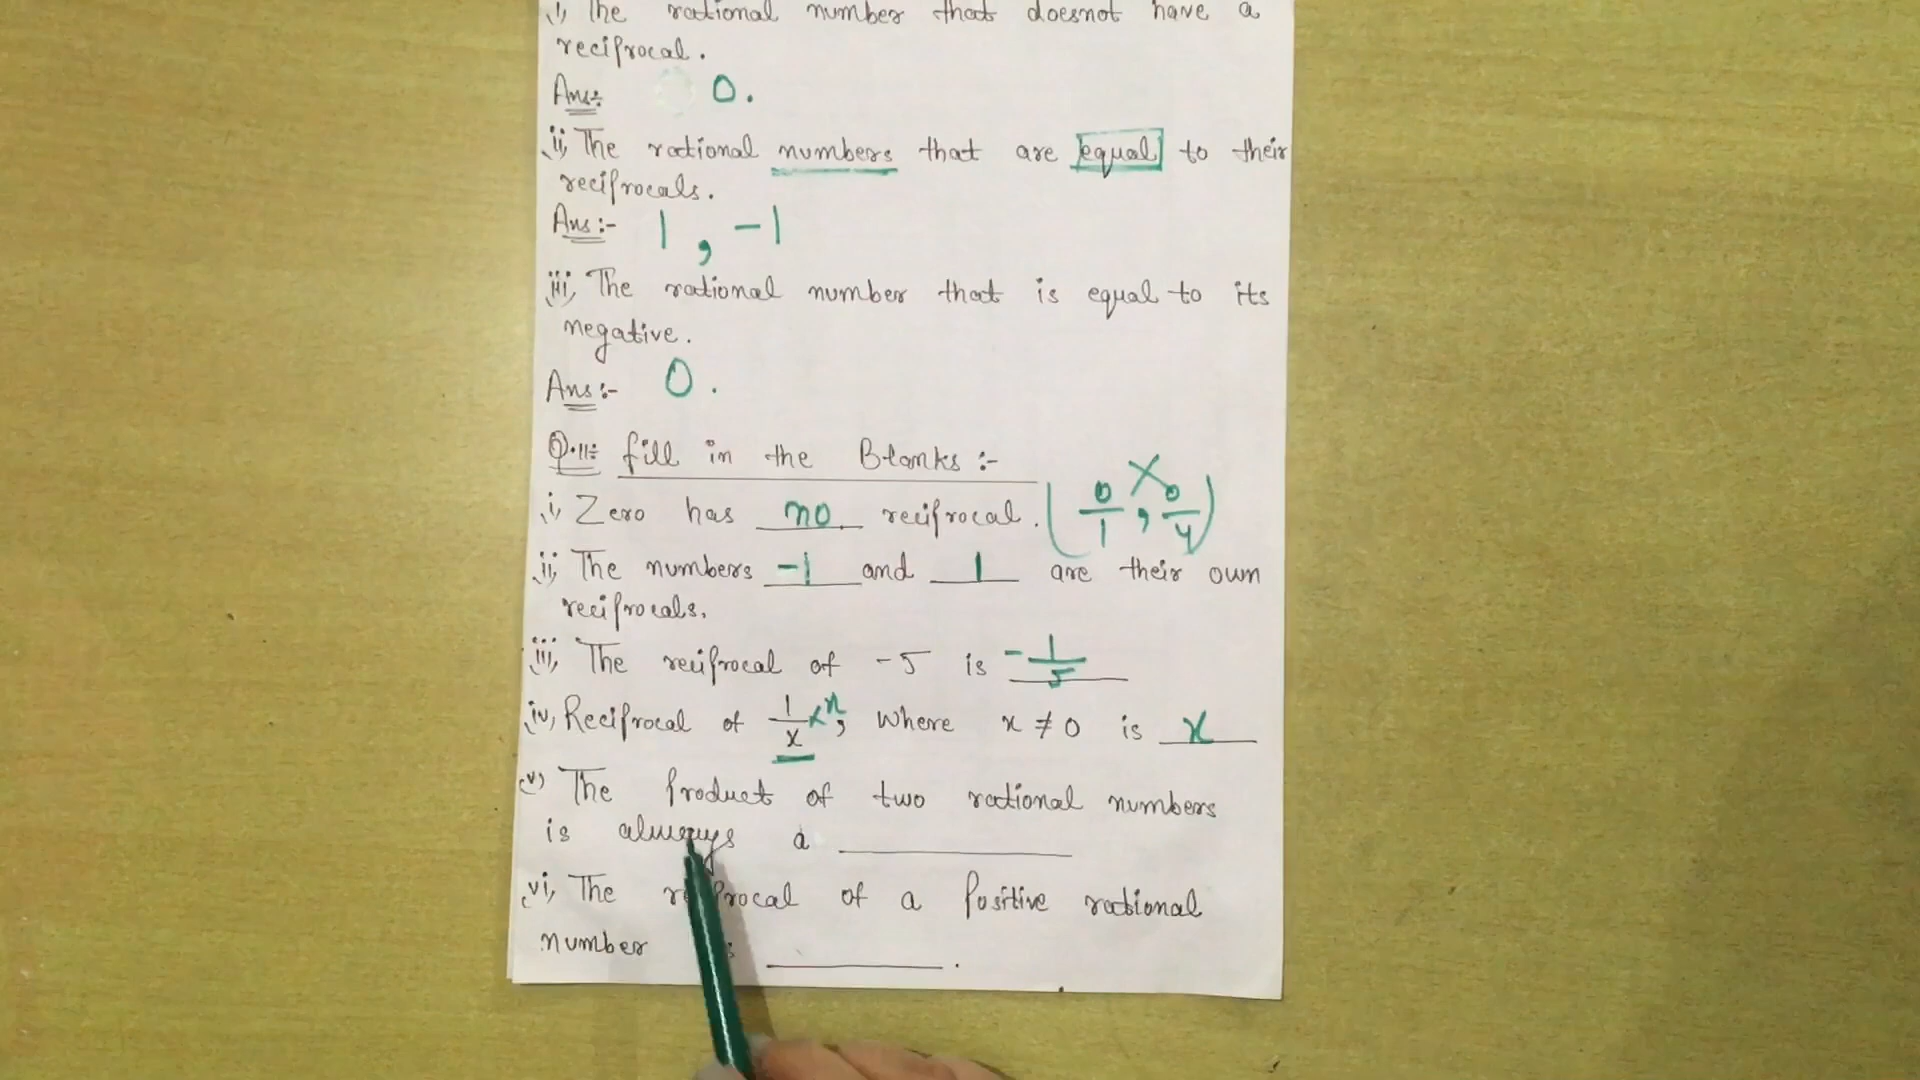 i, The rational number that doesnot have a
reciprocal.
Ans:- 0.
ii, The rational numbers that are equal to their
reciprocals.
Ans:- 1, -1
iii, The rational number that is equal to its
negative.
Ans:- 0.
Q.11:- fill in the Blanks :-
i, Zero has no reciprocal. (0/1, 0/4)
ii, The numbers -1 and 1 are their own
reciprocals.
iii, The reciprocal of -5 is -1/5
iv, Reciprocal of 1/x × x, where x ≠ 0 is x
(v) The Product of two rational numbers
is always a
vi, The reciprocal of a Positive rational
number